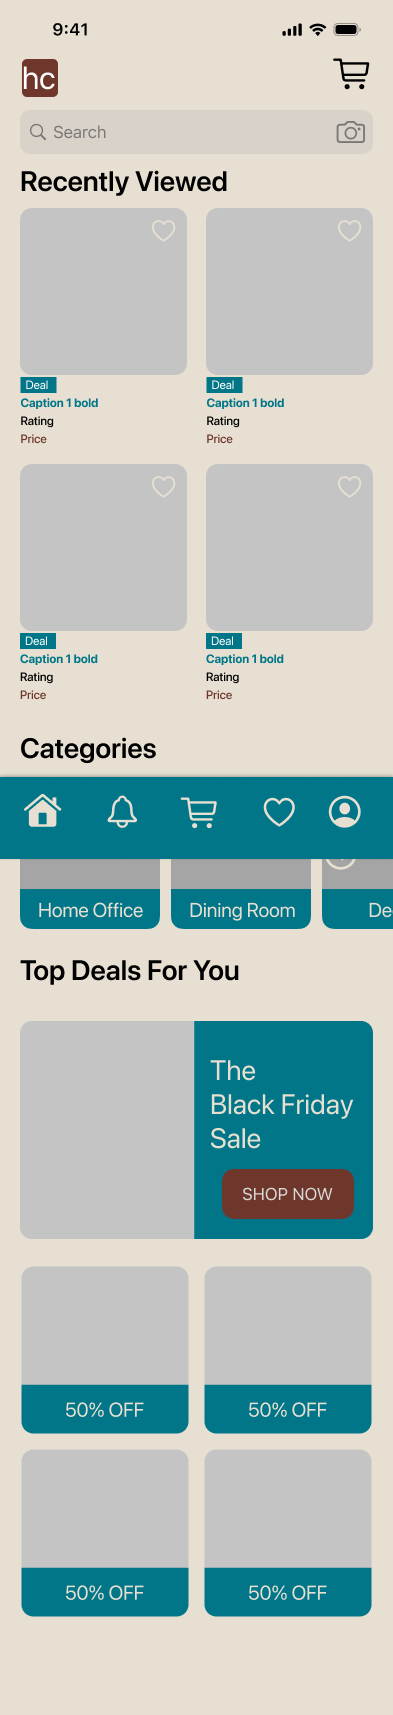 9:41
hc
Search
Recently Viewed
Deal
Caption 1 bold
Rating
Price
Deal
Caption 1 bold
Rating
Price
Deal
Caption 1 bold
Rating
Price
Deal
Caption 1 bold
Rating
Price
Categories
Home Office
Dining Room
De
Top Deals For You
The
Black Friday
Sale
SHOP NOW
50% OFF
50% OFF
50% OFF
50% OFF